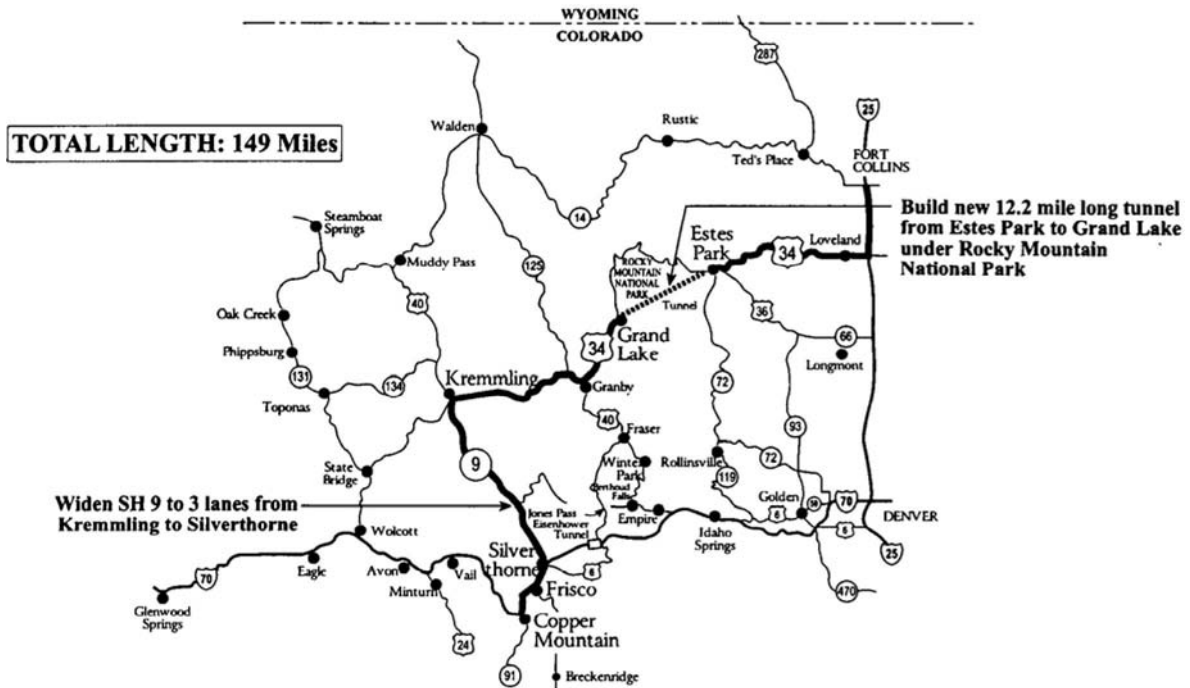 WYOMING
COLORADO
287
25
TOTAL LENGTH: 149 Miles
Walden
Rustic
Ted's Place
FORT
COLLINS
14
Steamboat
Springs
Build new 12.2 mile long tunnel
from Estes Park to Grand Lake
under Rocky Mountain
National Park
Estes
Park
34
Loveland
Muddy Pass
125
ROCKY
MOUNTAIN
NATIONAL
PARK
Tunnel
40
Oak Creek
36
66
Grand
Lake
34
Phippsburg
Longmont
131
134
Kremmling
Granby
72
Toponas
40
93
Fraser
9
Winter
Park
Rollinsville
72
State
Bridge
119
Berthoud
Falls
Golden
58
70
Widen SH 9 to 3 lanes from
Kremmling to Silverthorne
Jones Pass
Eisenhower
Tunnel
Empire
6
6
DENVER
Idaho
Springs
25
Wolcott
Silver
thorne
6
70
Eagle
Avon
Vail
Minturn
Frisco
470
Glenwood
Springs
24
Copper
Mountain
91
Breckenridge